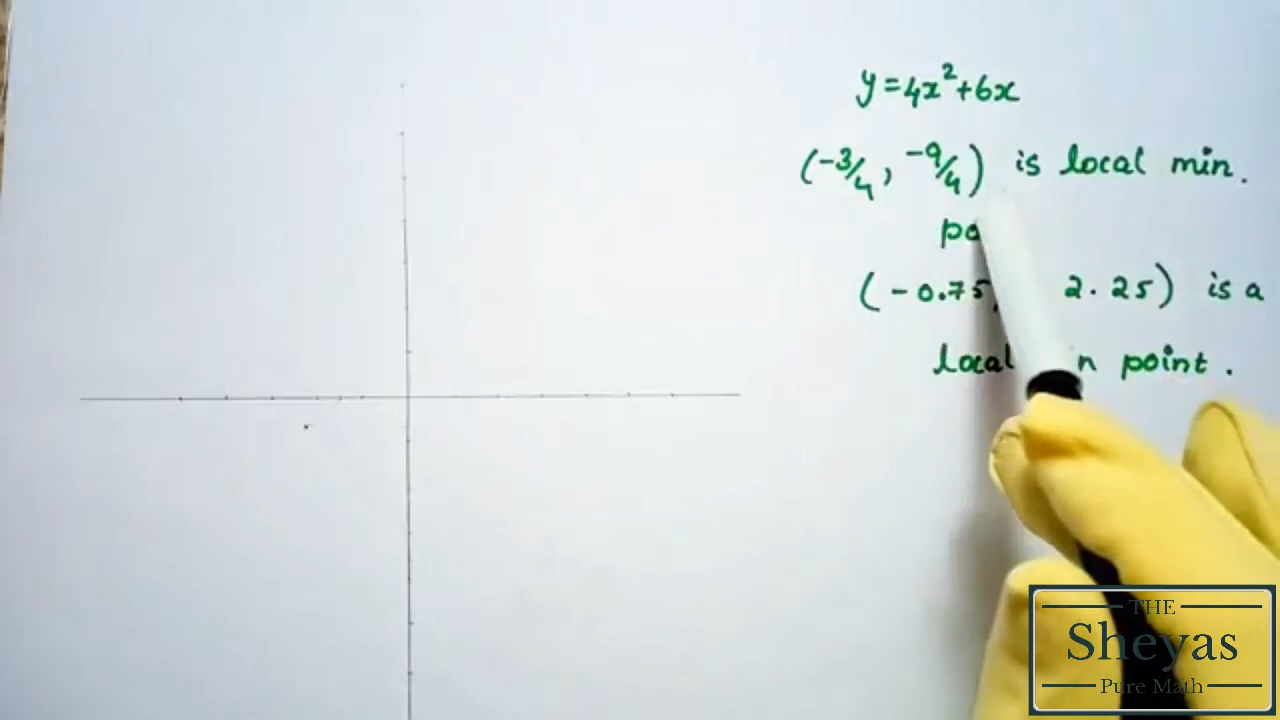 y = 4x²+6x
(-3/4, -9/4) is local min.
(-0.75, 2.25) is a
local point.
THE
Sheyas
Pure Math